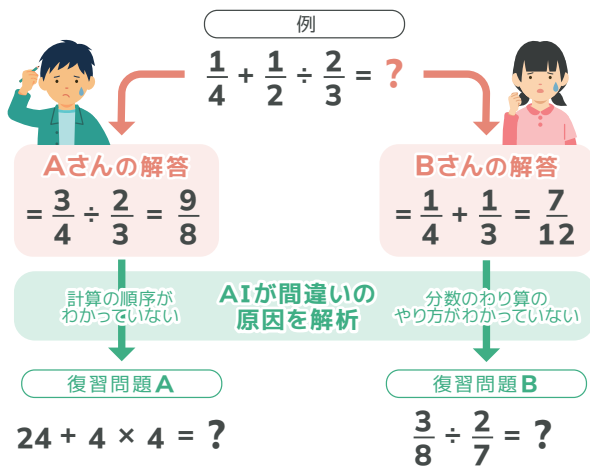 例
1/4 + 1/2 ÷ 2/3 = ?
Aさんの解答
= 3/4 ÷ 2/3 = 9/8
Bさんの解答
= 1/4 + 1/3 = 7/12
計算の順序が
わかっていない
AIが間違いの
原因を解析
分数のわり算の
やり方がわかっていない
復習問題A
24 + 4 × 4 = ?
復習問題B
3/8 ÷ 2/7 = ?